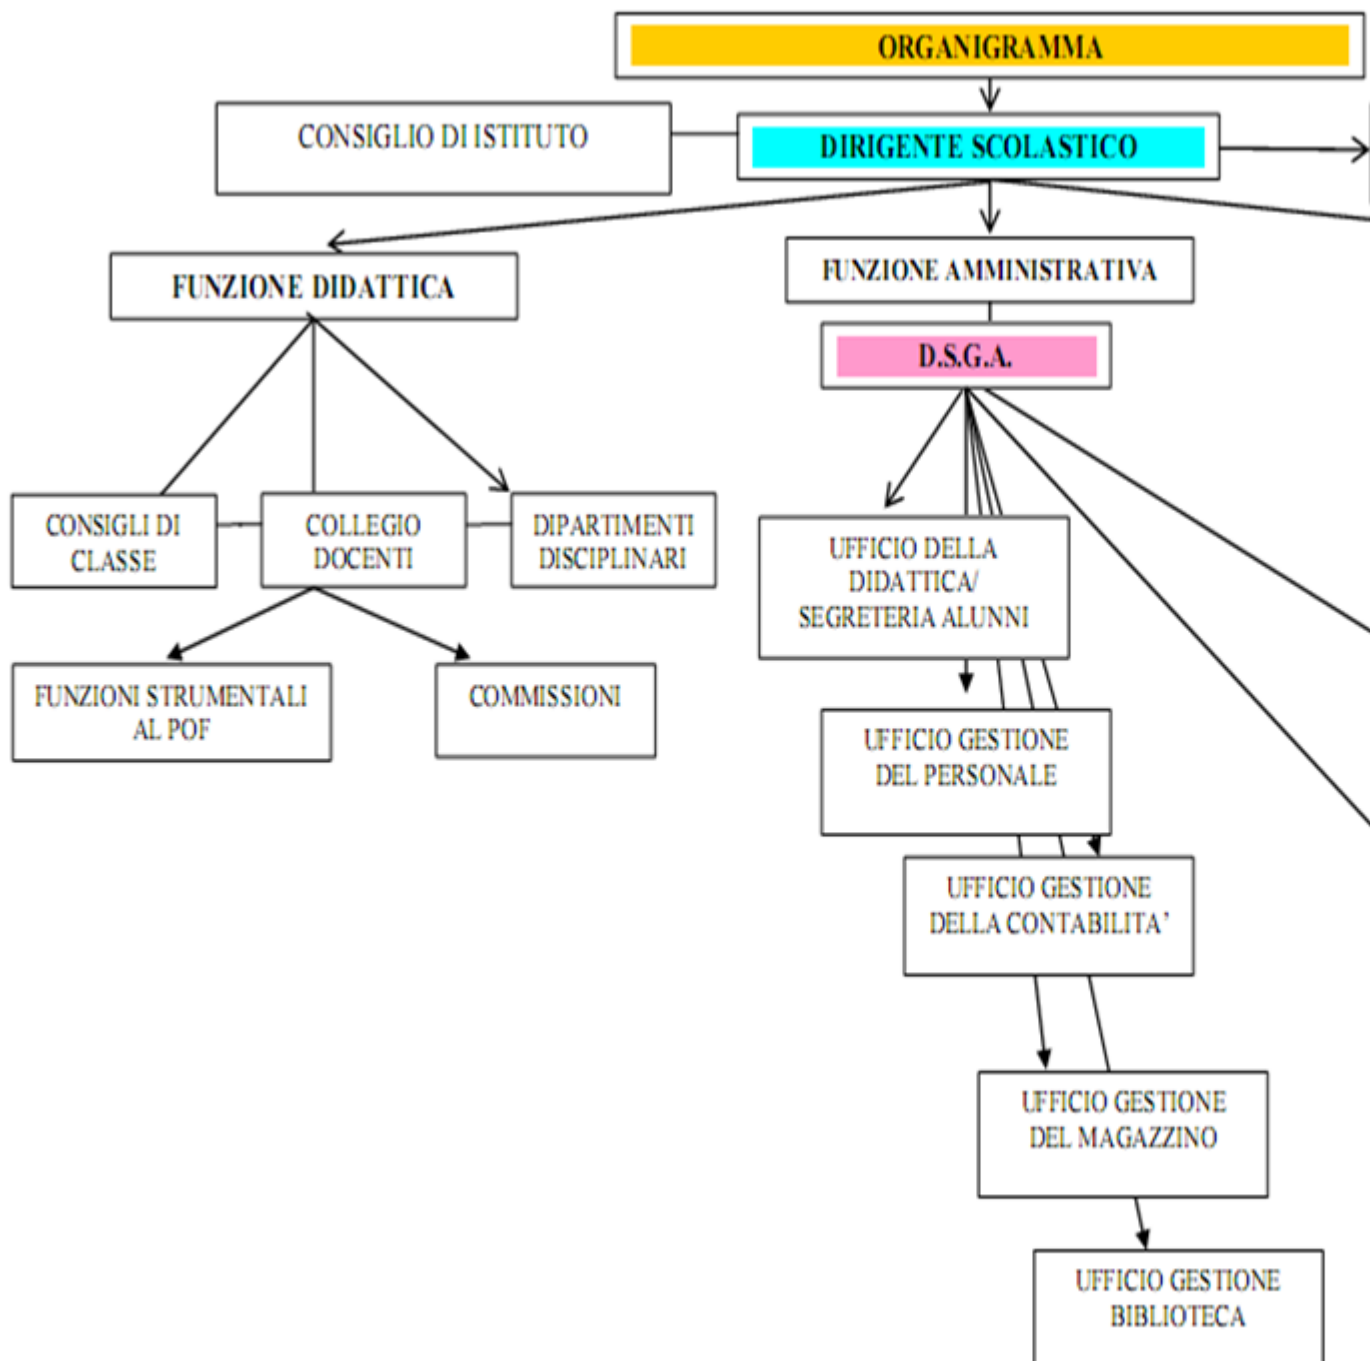 ORGANIGRAMMA
CONSIGLIO DI ISTITUTO
DIRIGENTE SCOLASTICO
FUNZIONE DIDATTICA
FUNZIONE AMMINISTRATIVA
D.S.G.A.
CONSIGLI DI
CLASSE
COLLEGIO
DOCENTI
DIPARTIMENTI
DISCIPLINARI
UFFICIO DELLA
DIDATTICA/
SEGRETERIA ALUNNI
FUNZIONI STRUMENTALI
AL POF
COMMISSIONI
UFFICIO GESTIONE
DEL PERSONALE
UFFICIO GESTIONE
DELLA CONTABILITA’
UFFICIO GESTIONE
DEL MAGAZZINO
UFFICIO GESTIONE
BIBLIOTECA